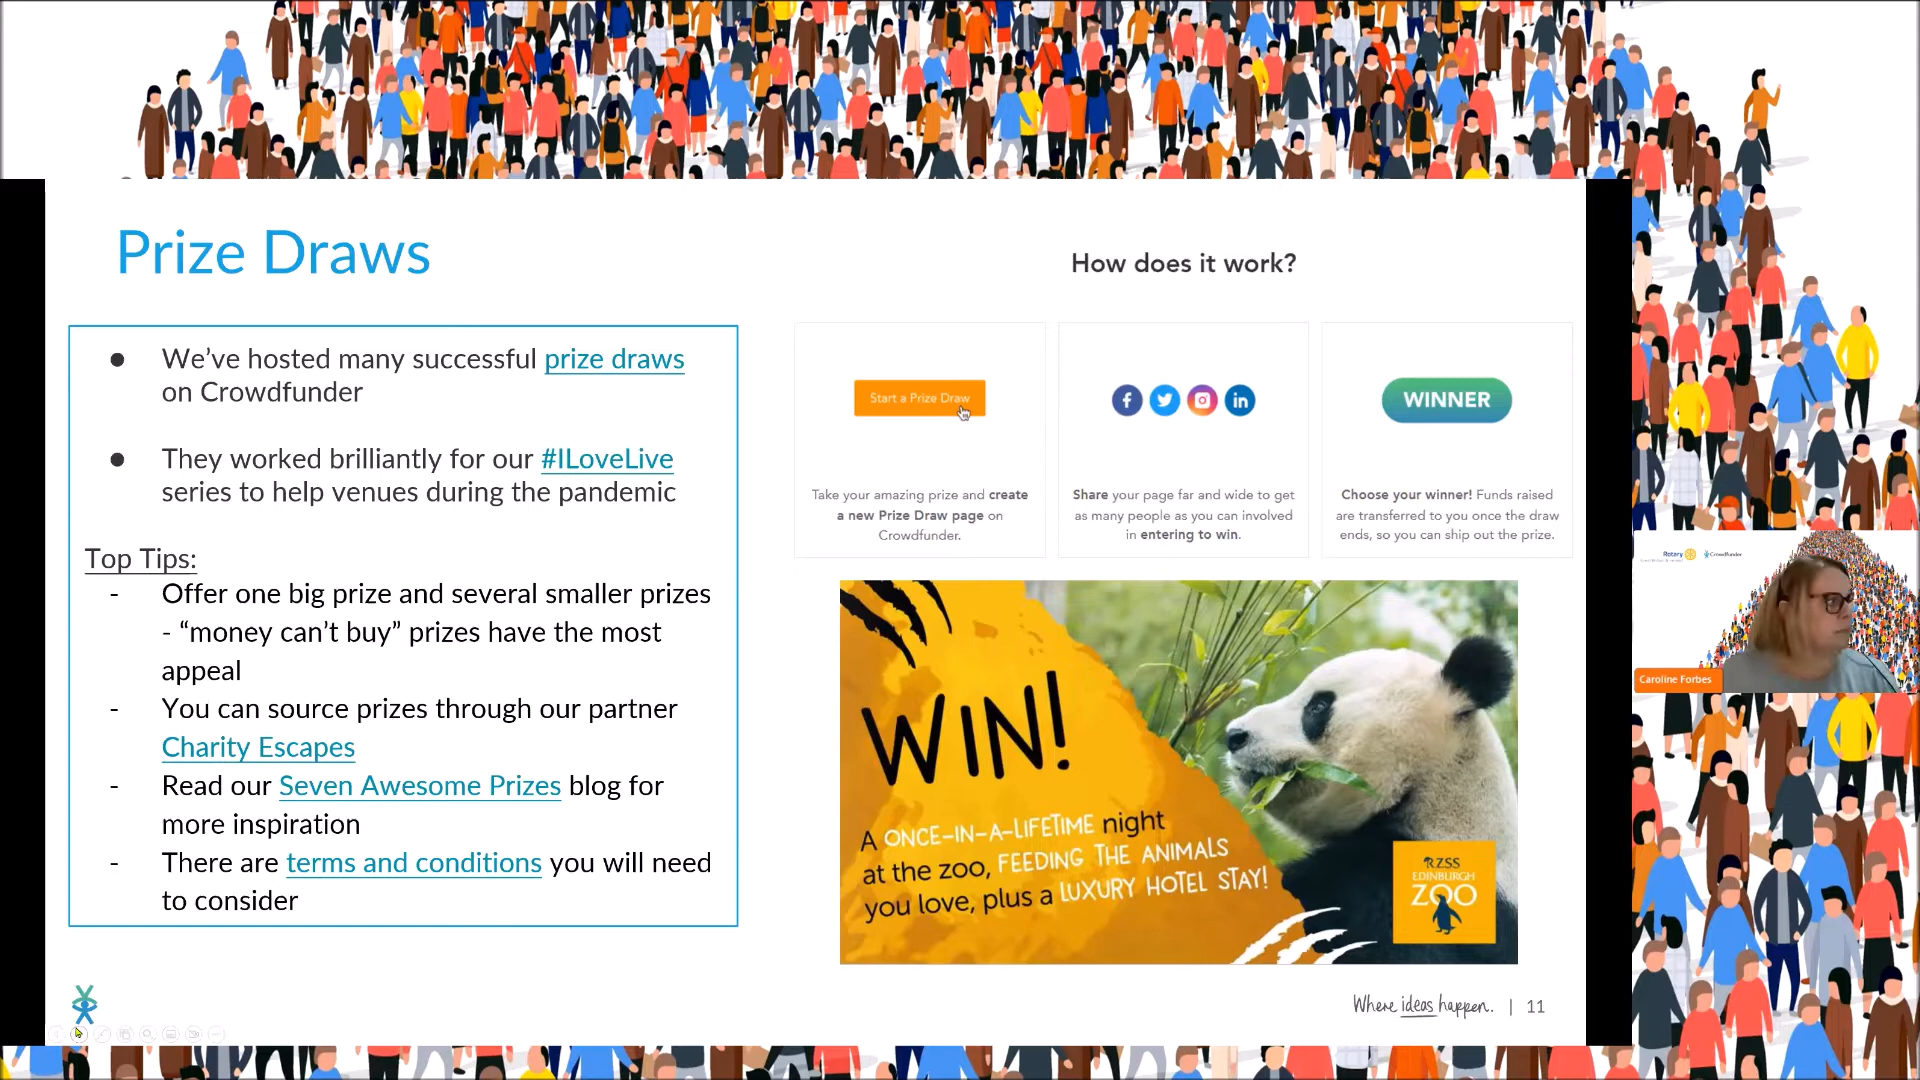 Prize Draws
● We’ve hosted many successful prize draws
on Crowdfunder
● They worked brilliantly for our #ILoveLive
series to help venues during the pandemic
Top Tips:
- Offer one big prize and several smaller prizes
- “money can’t buy” prizes have the most
appeal
- You can source prizes through our partner
Charity Escapes
- Read our Seven Awesome Prizes blog for
more inspiration
- There are terms and conditions you will need
to consider
How does it work?
Start a Prize Draw
Take your amazing prize and create
a new Prize Draw page on
Crowdfunder.
Share your page far and wide to get
as many people as you can involved
in entering to win.
WINNER
Choose your winner! Funds raised
are transferred to you once the draw
ends, so you can ship out the prize.
WIN!
A ONCE-IN-A-LIFETIME night
at the zoo, FEEDING THE ANIMALS
you love, plus a LUXURY HOTEL STAY!
RZSS
EDINBURGH
ZOO
Where ideas happen. | 11
Rotary Crowdfunder
Caroline Forbes